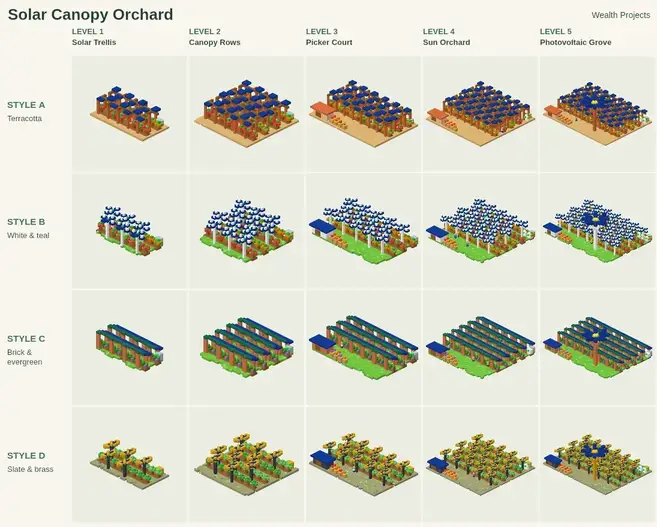 Solar Canopy Orchard
Wealth Projects
LEVEL 1
Solar Trellis
LEVEL 2
Canopy Rows
LEVEL 3
Picker Court
LEVEL 4
Sun Orchard
LEVEL 5
Photovoltaic Grove
STYLE A
Terracotta
STYLE B
White & teal
STYLE C
Brick &
evergreen
STYLE D
Slate & brass